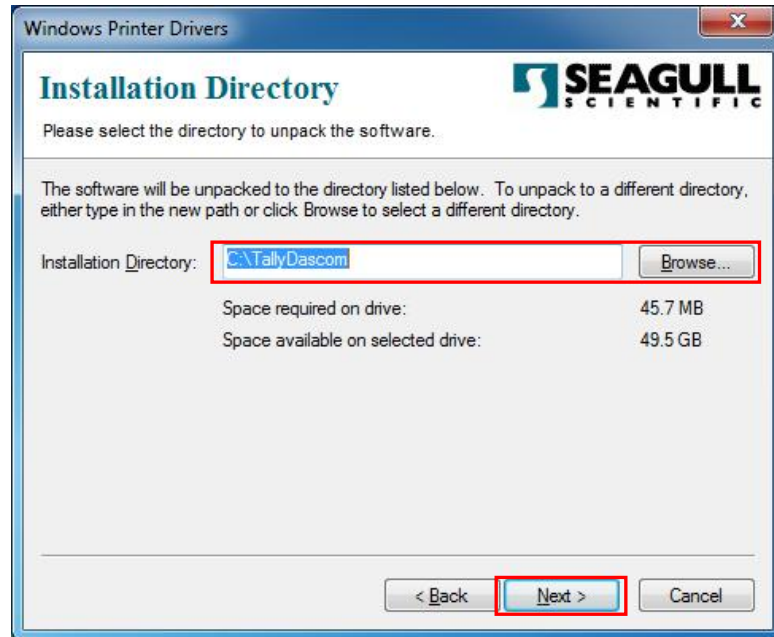 Windows Printer Drivers
Installation Directory
SEAGULL
SCIENTIFIC
Please select the directory to unpack the software.
The software will be unpacked to the directory listed below. To unpack to a different directory,
either type in the new path or click Browse to select a different directory.
Installation Directory: C:\TallyDascom Browse...
Space required on drive: 45.7 MB
Space available on selected drive: 49.5 GB
< Back Next > Cancel